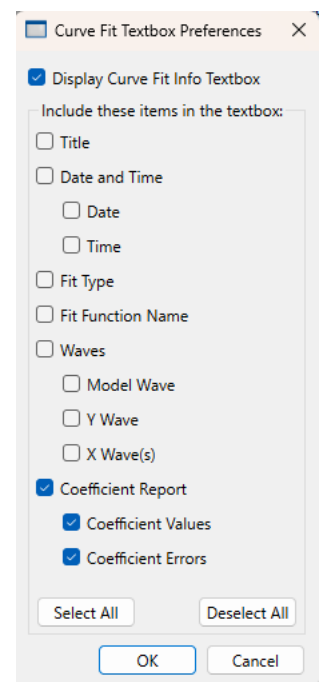 Curve Fit Textbox Preferences
Display Curve Fit Info Textbox
Include these items in the textbox:
Title
Date and Time
Date
Time
Fit Type
Fit Function Name
Waves
Model Wave
Y Wave
X Wave(s)
Coefficient Report
Coefficient Values
Coefficient Errors
Select All Deselect All
OK Cancel